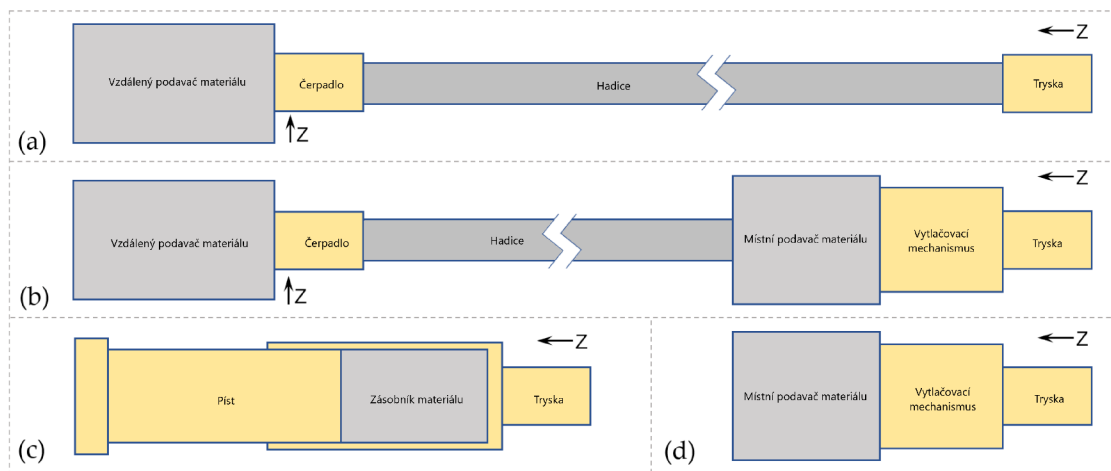 Z
Vzdálený podavač materiálu
Čerpadlo
Hadice
Tryska
Z
(a)
Z
Vzdálený podavač materiálu
Čerpadlo
Hadice
Místní podavač materiálu
Vytlačovací
mechanismus
Tryska
Z
(b)
Z
Píst
Zásobník materiálu
Tryska
(c)
Z
Místní podavač materiálu
Vytlačovací
mechanismus
Tryska
(d)